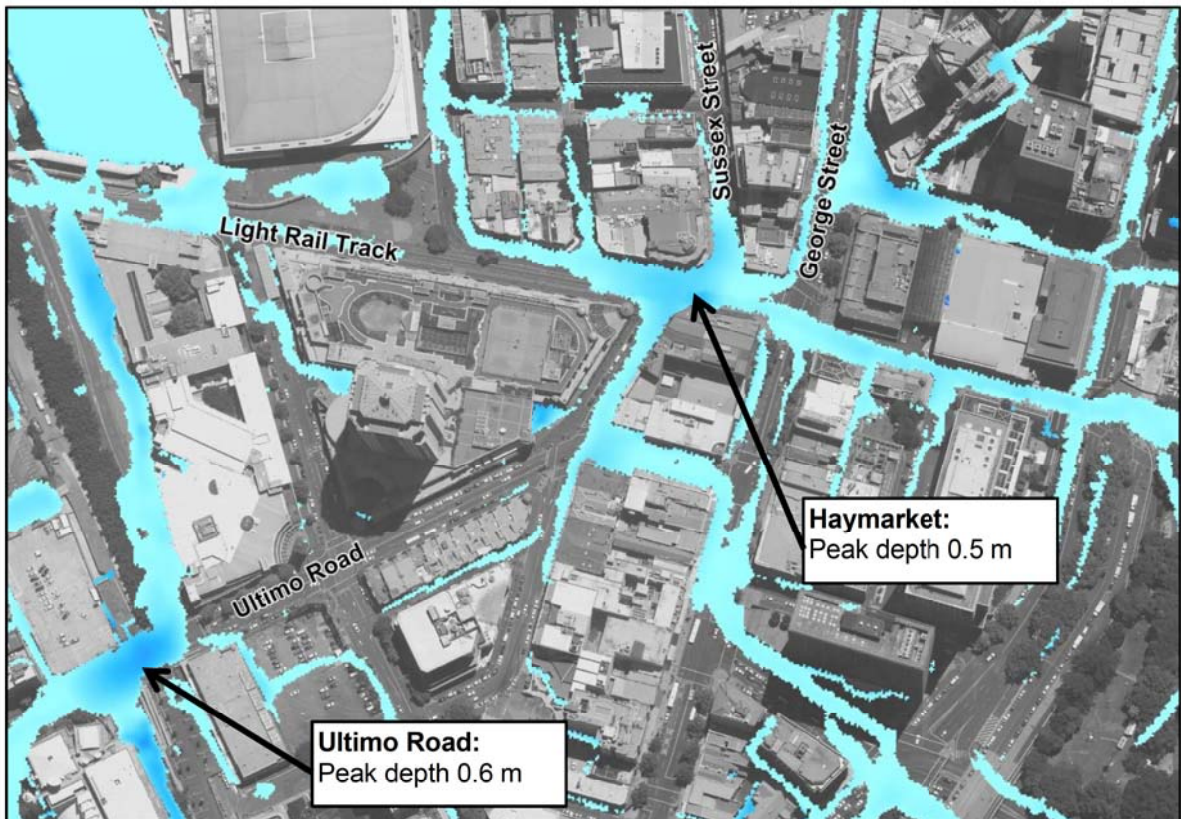 Sussex Street
George Street
Light Rail Track
Haymarket:
Peak depth 0.5 m
Ultimo Road
Ultimo Road:
Peak depth 0.6 m